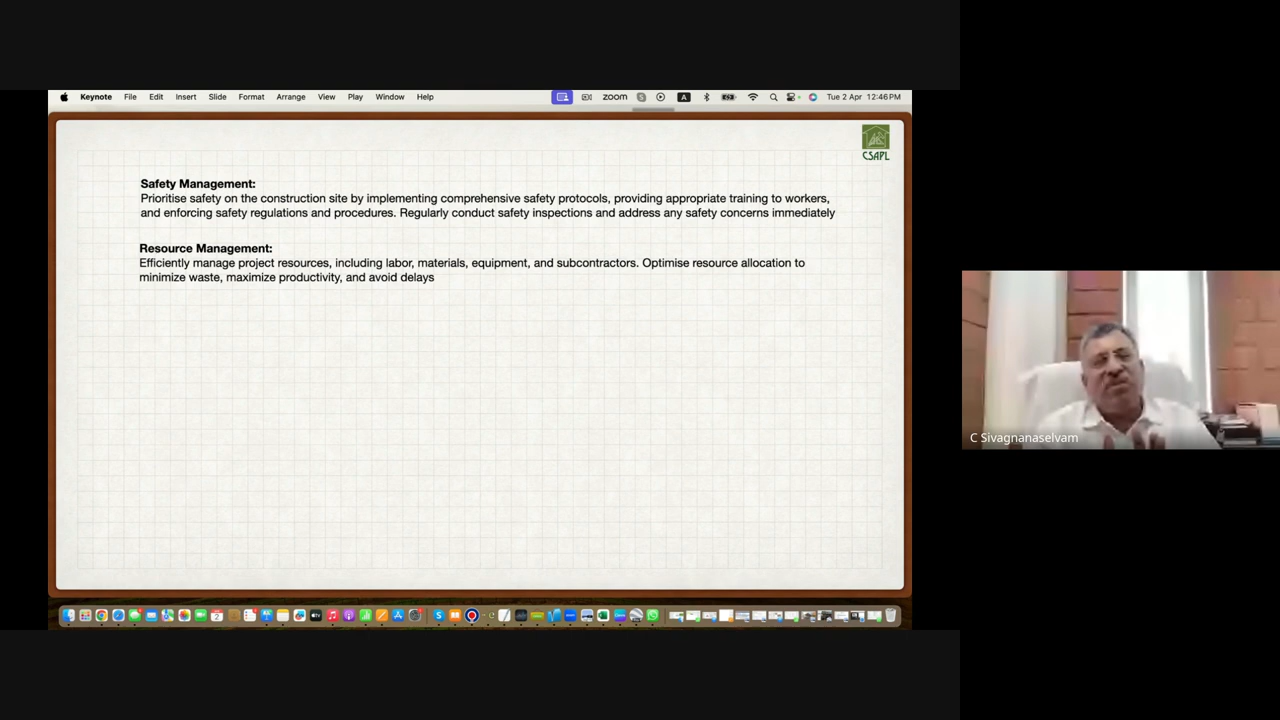 Keynote File Edit Insert Slide Format Arrange View Play Window Help zoom A Tue 2 Apr 12:46 PM
CSAPL
Safety Management:
Prioritise safety on the construction site by implementing comprehensive safety protocols, providing appropriate training to workers,
and enforcing safety regulations and procedures. Regularly conduct safety inspections and address any safety concerns immediately
Resource Management:
Efficiently manage project resources, including labor, materials, equipment, and subcontractors. Optimise resource allocation to
minimize waste, maximize productivity, and avoid delays
C Sivagnanaselvam